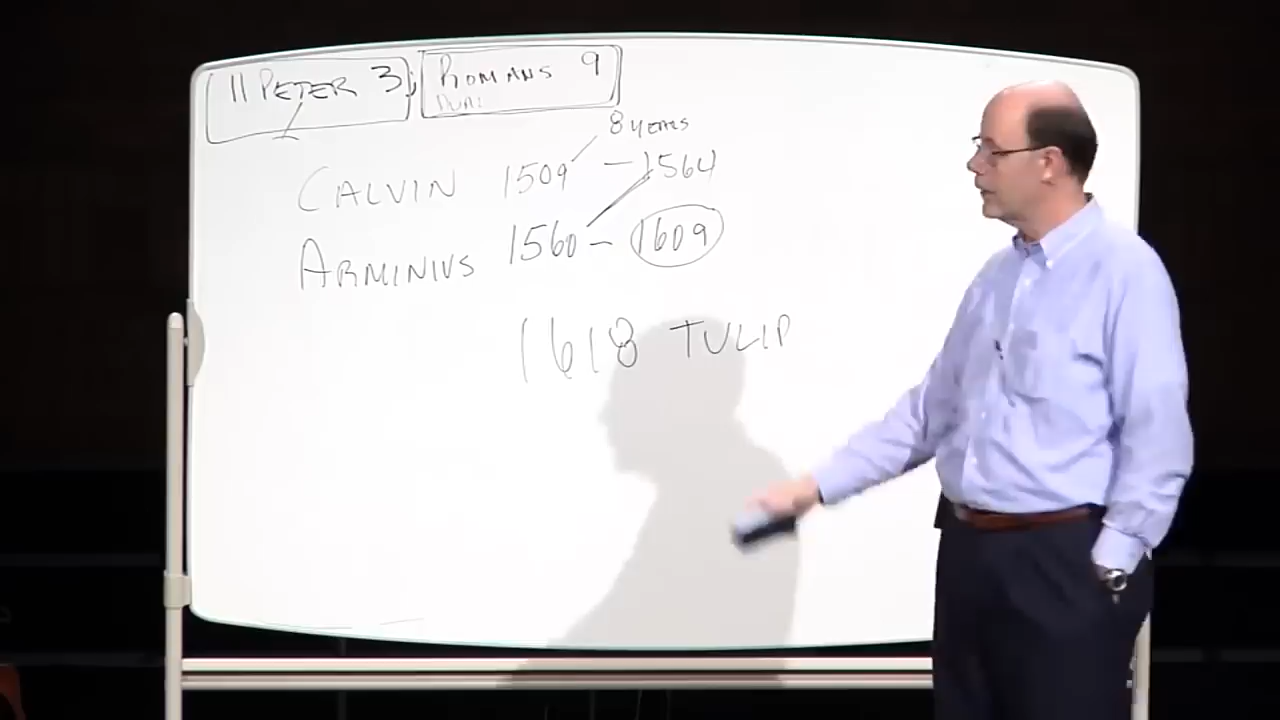 II PETER 3; ROMANS 9
8 YEARS
CALVIN 1509 – 1564
ARMINIUS 1560 – 1609
1618 TULIP